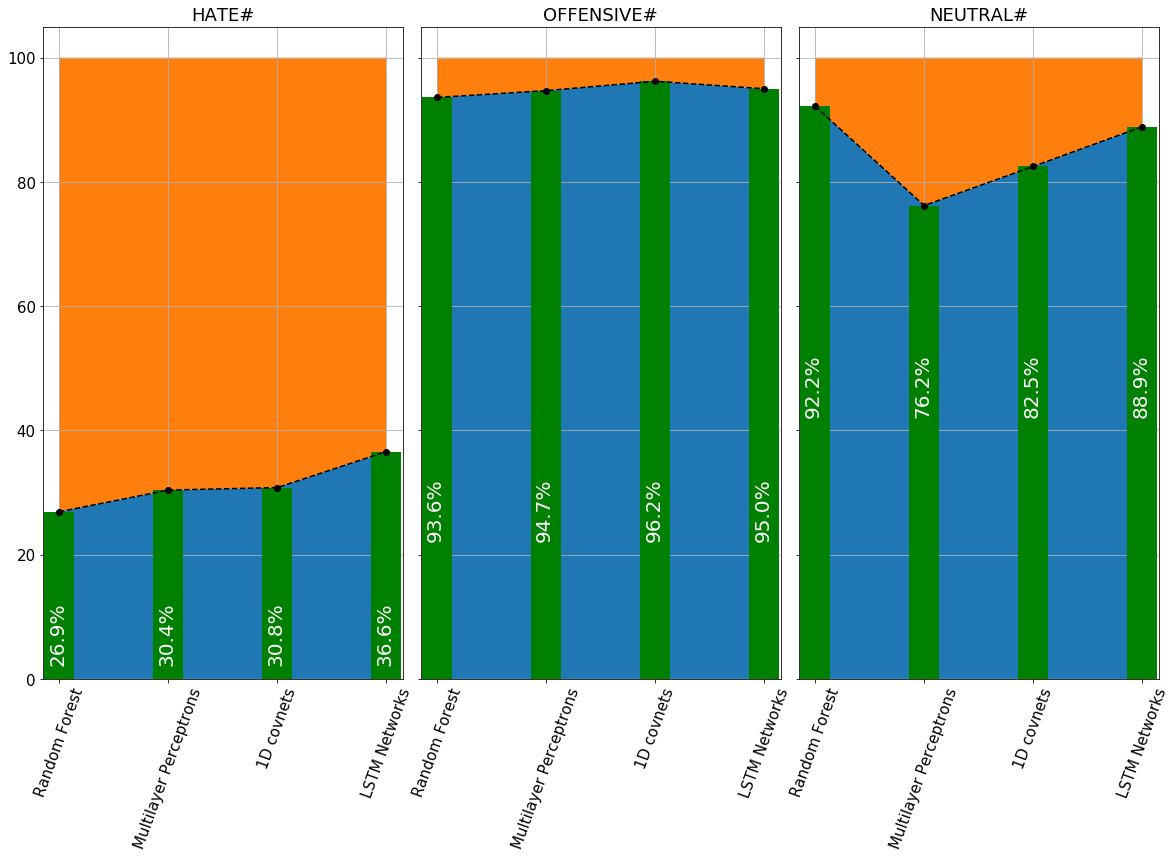 HATE#
OFFENSIVE#
NEUTRAL#
100
80
60
40
20
0
26.9%
30.4%
30.8%
36.6%
93.6%
94.7%
96.2%
95.0%
92.2%
76.2%
82.5%
88.9%
Random Forest
Multilayer Perceptrons
1D covnets
LSTM Networks
Random Forest
Multilayer Perceptrons
1D covnets
LSTM Networks
Random Forest
Multilayer Perceptrons
1D covnets
LSTM Networks